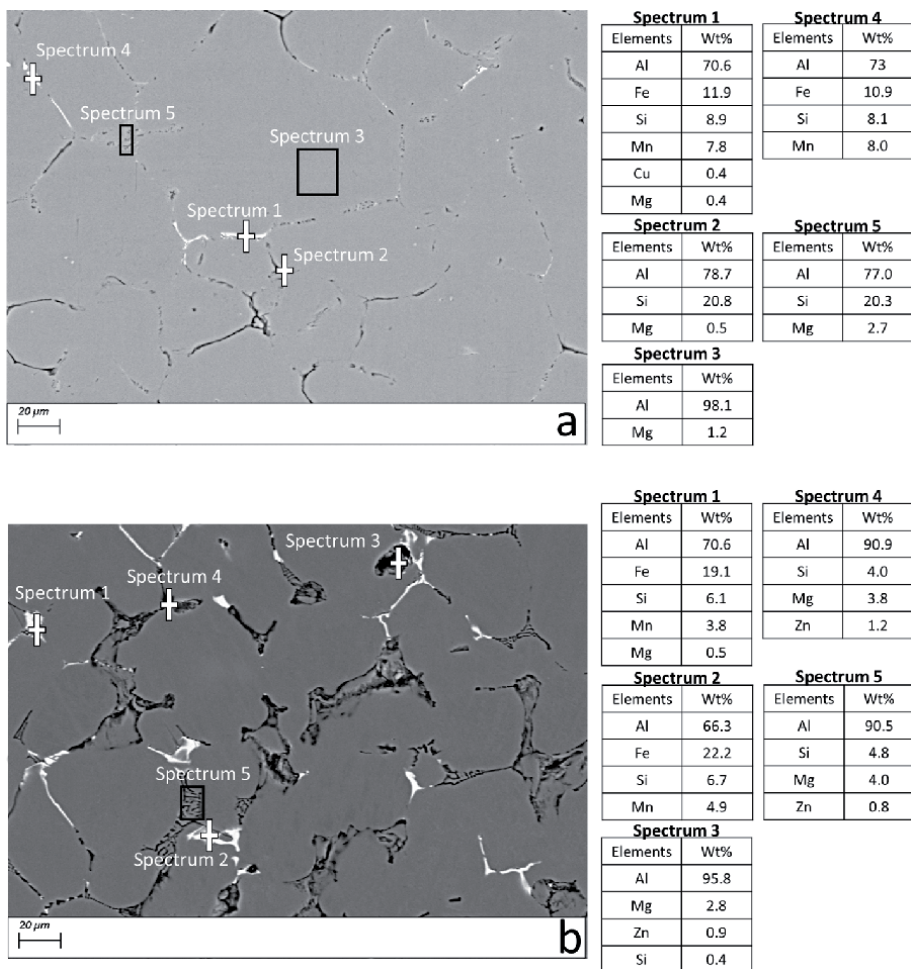 Spectrum 4
Spectrum 5
Spectrum 3
Spectrum 1
Spectrum 2
20 µm
a
Spectrum 1
Elements Wt%
Al 70.6
Fe 11.9
Si 8.9
Mn 7.8
Cu 0.4
Mg 0.4
Spectrum 4
Elements Wt%
Al 73
Fe 10.9
Si 8.1
Mn 8.0
Spectrum 2
Elements Wt%
Al 78.7
Si 20.8
Mg 0.5
Spectrum 5
Elements Wt%
Al 77.0
Si 20.3
Mg 2.7
Spectrum 3
Elements Wt%
Al 98.1
Mg 1.2
Spectrum 3
Spectrum 4
Spectrum 1
Spectrum 5
Spectrum 2
20 µm
b
Spectrum 1
Elements Wt%
Al 70.6
Fe 19.1
Si 6.1
Mn 3.8
Mg 0.5
Spectrum 4
Elements Wt%
Al 90.9
Si 4.0
Mg 3.8
Zn 1.2
Spectrum 2
Elements Wt%
Al 66.3
Fe 22.2
Si 6.7
Mn 4.9
Spectrum 5
Elements Wt%
Al 90.5
Si 4.8
Mg 4.0
Zn 0.8
Spectrum 3
Elements Wt%
Al 95.8
Mg 2.8
Zn 0.9
Si 0.4